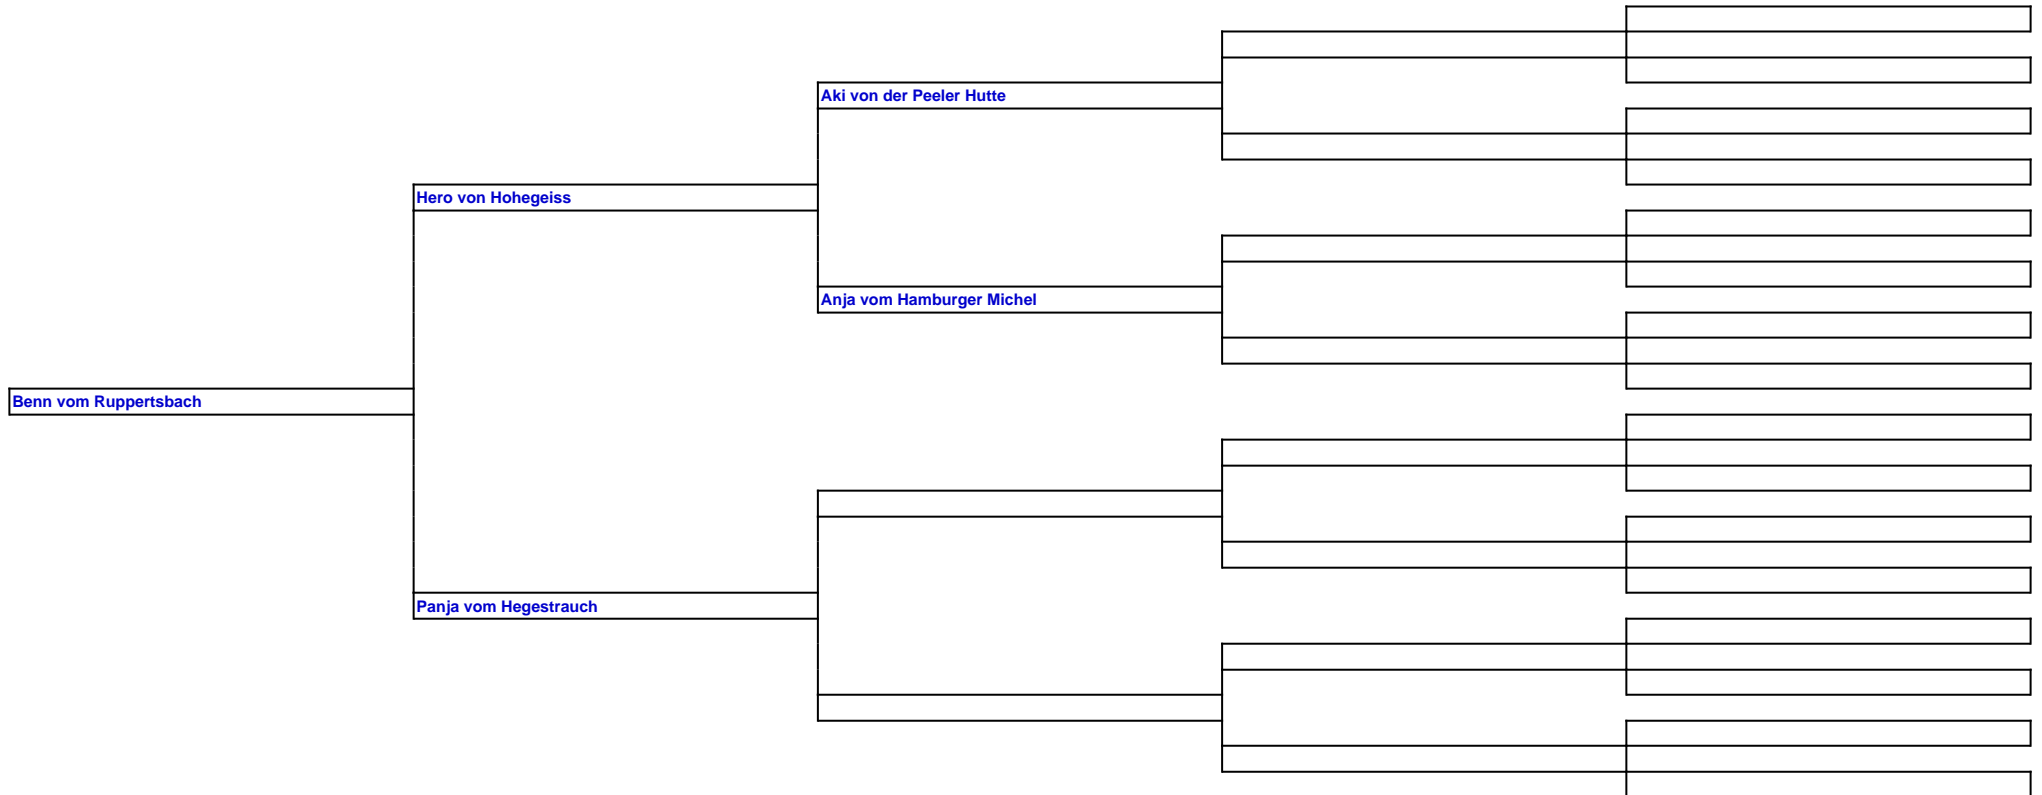 Aki von der Peeler Hutte
Hero von Hohegeiss
Anja vom Hamburger Michel
Benn vom Ruppertsbach
Panja vom Hegestrauch